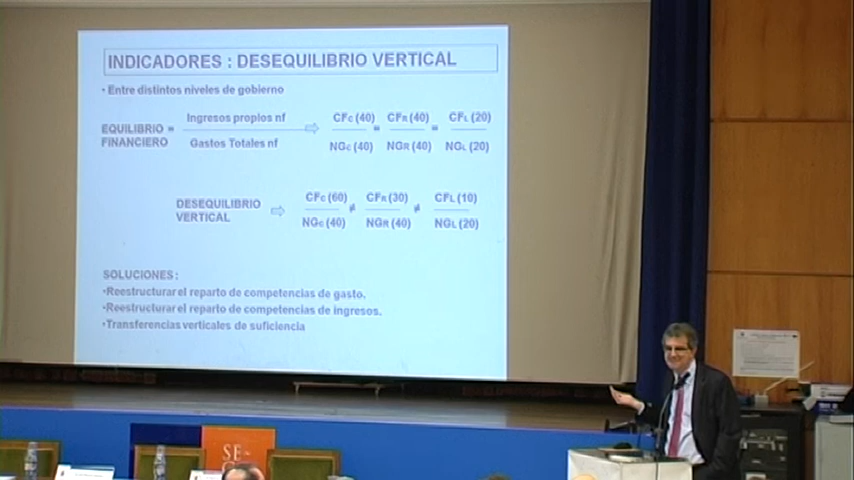 INDICADORES : DESEQUILIBRIO VERTICAL
• Entre distintos niveles de gobierno
EQUILIBRIO =
FINANCIERO
Ingresos propios nf
Gastos Totales nf
CFc (40) = CFR (40) = CFL (20)
NGc (40) NGR (40) NGL (20)
DESEQUILIBRIO
VERTICAL
CFc (60) ≠ CFR (30) ≠ CFL (10)
NGc (40) NGR (40) NGL (20)
SOLUCIONES :
•Reestructurar el reparto de competencias de gasto.
•Reestructurar el reparto de competencias de ingresos.
•Transferencias verticales de suficiencia
SE-